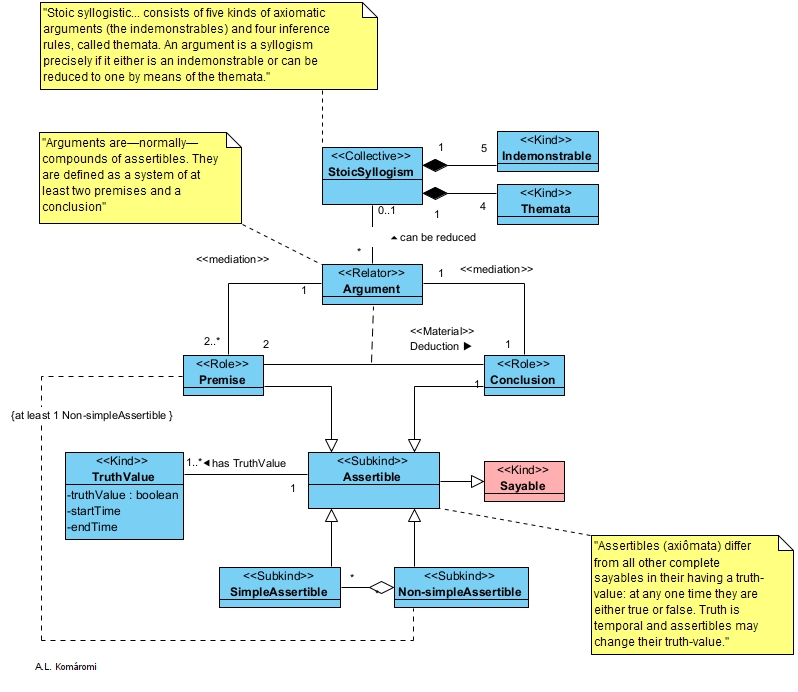 "Stoic syllogistic... consists of five kinds of axiomatic
arguments (the indemonstrables) and four inference
rules, called themata. An argument is a syllogism
precisely if it either is an indemonstrable or can be
reduced to one by means of the themata."
"Arguments are—normally—
compounds of assertibles. They
are defined as a system of at
least two premises and a
conclusion"
<<Collective>>
StoicSyllogism
1
5
<<Kind>>
Indemonstrable
1
4
<<Kind>>
Themata
0..1
can be reduced
*
<<mediation>>
1
<<Relator>>
Argument
1
<<mediation>>
2..*
2
<<Material>>
Deduction ▶
1
<<Role>>
Premise
<<Role>>
Conclusion
1
{at least 1 Non-simpleAssertible }
<<Kind>>
TruthValue
-truthValue : boolean
-startTime
-endTime
1..*
◀ has TruthValue
1
<<Subkind>>
Assertible
<<Kind>>
Sayable
<<Subkind>>
SimpleAssertible
*
<<Subkind>>
Non-simpleAssertible
"Assertibles (axiômata) differ
from all other complete
sayables in their having a truth-
value: at any one time they are
either true or false. Truth is
temporal and assertibles may
change their truth-value."
A.L. Komáromi